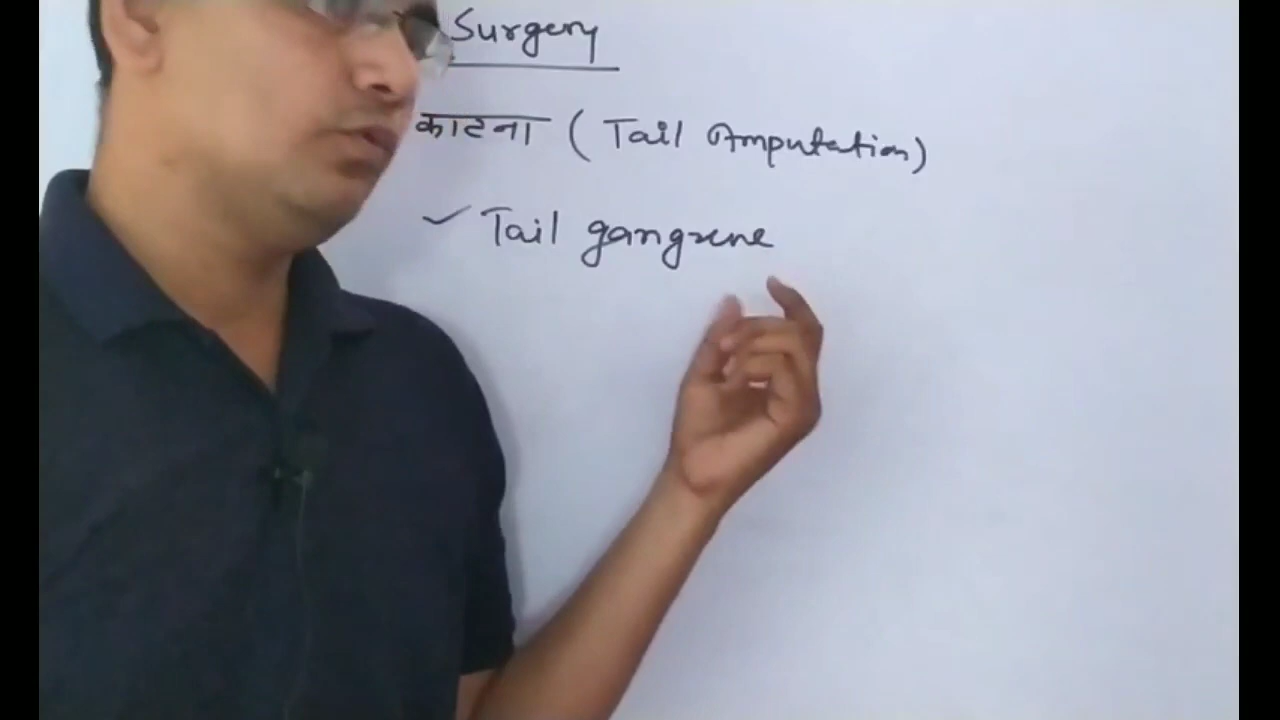 Surgery
काटना (Tail Amputation)
✓ Tail gangrene